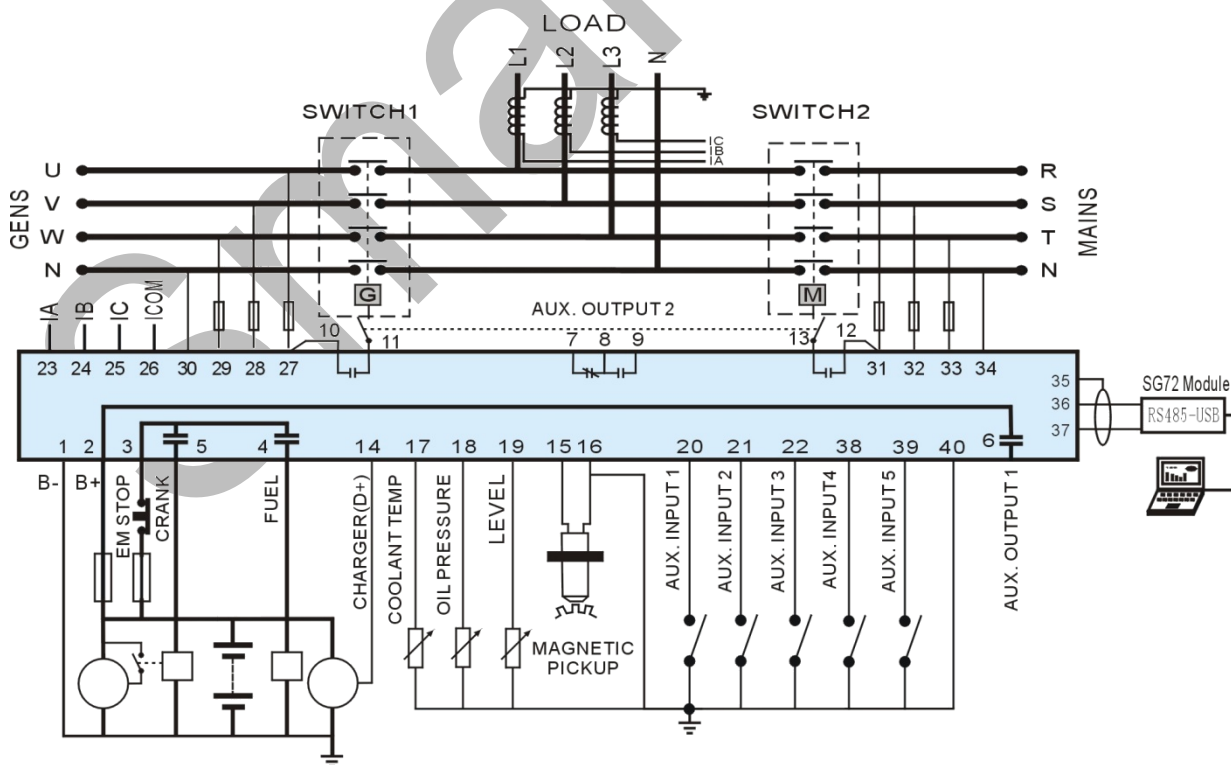 LOAD
L1
L2
L3
N
SWITCH1
SWITCH2
IC
IB
IA
GENS
U
V
W
N
R
S
T
N
MAINS
G
M
IA
IB
IC
ICOM
AUX. OUTPUT 2
10
11
7
8
9
13
12
23
24
25
26
30
29
28
27
31
32
33
34
35
36
37
SG72 Module
RS485-USB
1
2
3
5
4
14
17
18
19
15
16
20
21
22
38
39
40
6
B-
B+
EM STOP
CRANK
FUEL
CHARGER(D+)
COOLANT TEMP
OIL PRESSURE
LEVEL
MAGNETIC
PICKUP
AUX. INPUT 1
AUX. INPUT 2
AUX. INPUT 3
AUX. INPUT 4
AUX. INPUT 5
AUX. OUTPUT 1